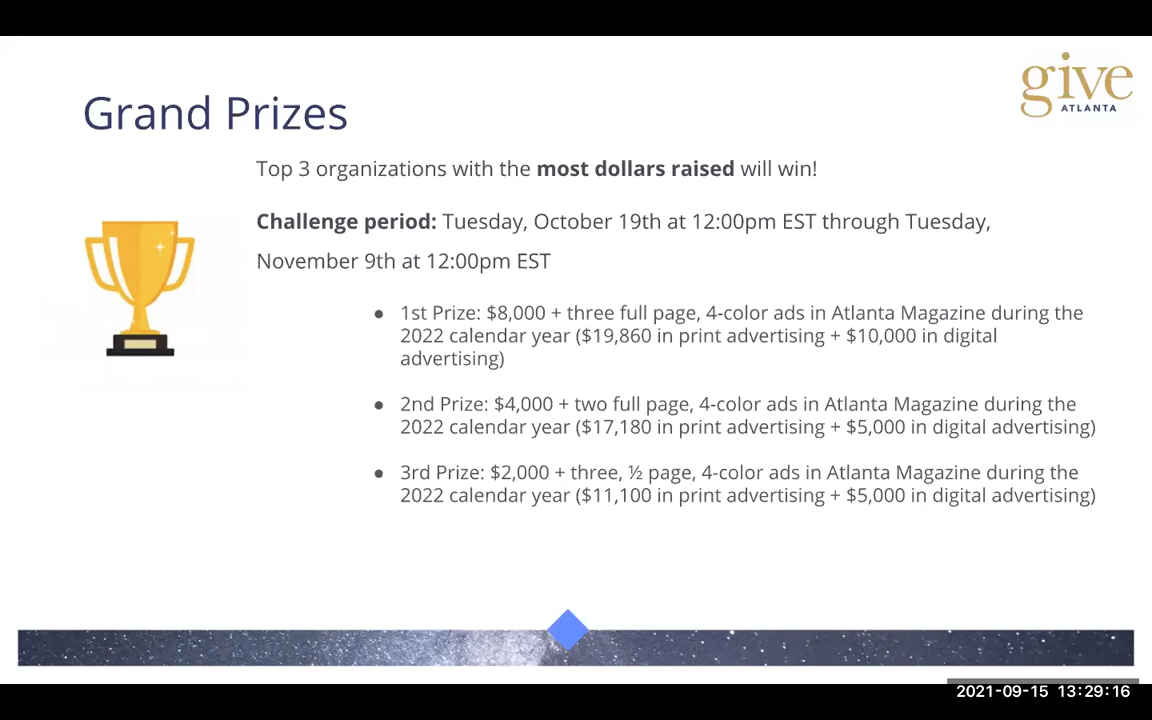 give
ATLANTA
Grand Prizes
Top 3 organizations with the most dollars raised will win!
Challenge period: Tuesday, October 19th at 12:00pm EST through Tuesday,
November 9th at 12:00pm EST
● 1st Prize: $8,000 + three full page, 4-color ads in Atlanta Magazine during the
2022 calendar year ($19,860 in print advertising + $10,000 in digital
advertising)
● 2nd Prize: $4,000 + two full page, 4-color ads in Atlanta Magazine during the
2022 calendar year ($17,180 in print advertising + $5,000 in digital advertising)
● 3rd Prize: $2,000 + three, ½ page, 4-color ads in Atlanta Magazine during the
2022 calendar year ($11,100 in print advertising + $5,000 in digital advertising)
2021-09-15 13:29:16